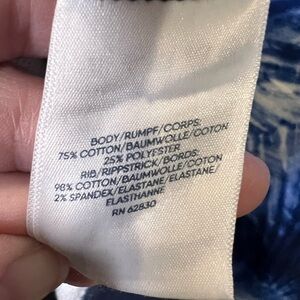 BODY/RUMPF/CORPS:
75% COTTON/BAUMWOLLE/COTON
25% POLYESTER
RIB/RIPPSTRICK/BORDS:
98% COTTON/BAUMWOLLE/COTON
2% SPANDEX/ELASTANE/ELASTANE/
ELASTHANNE
RN 62830